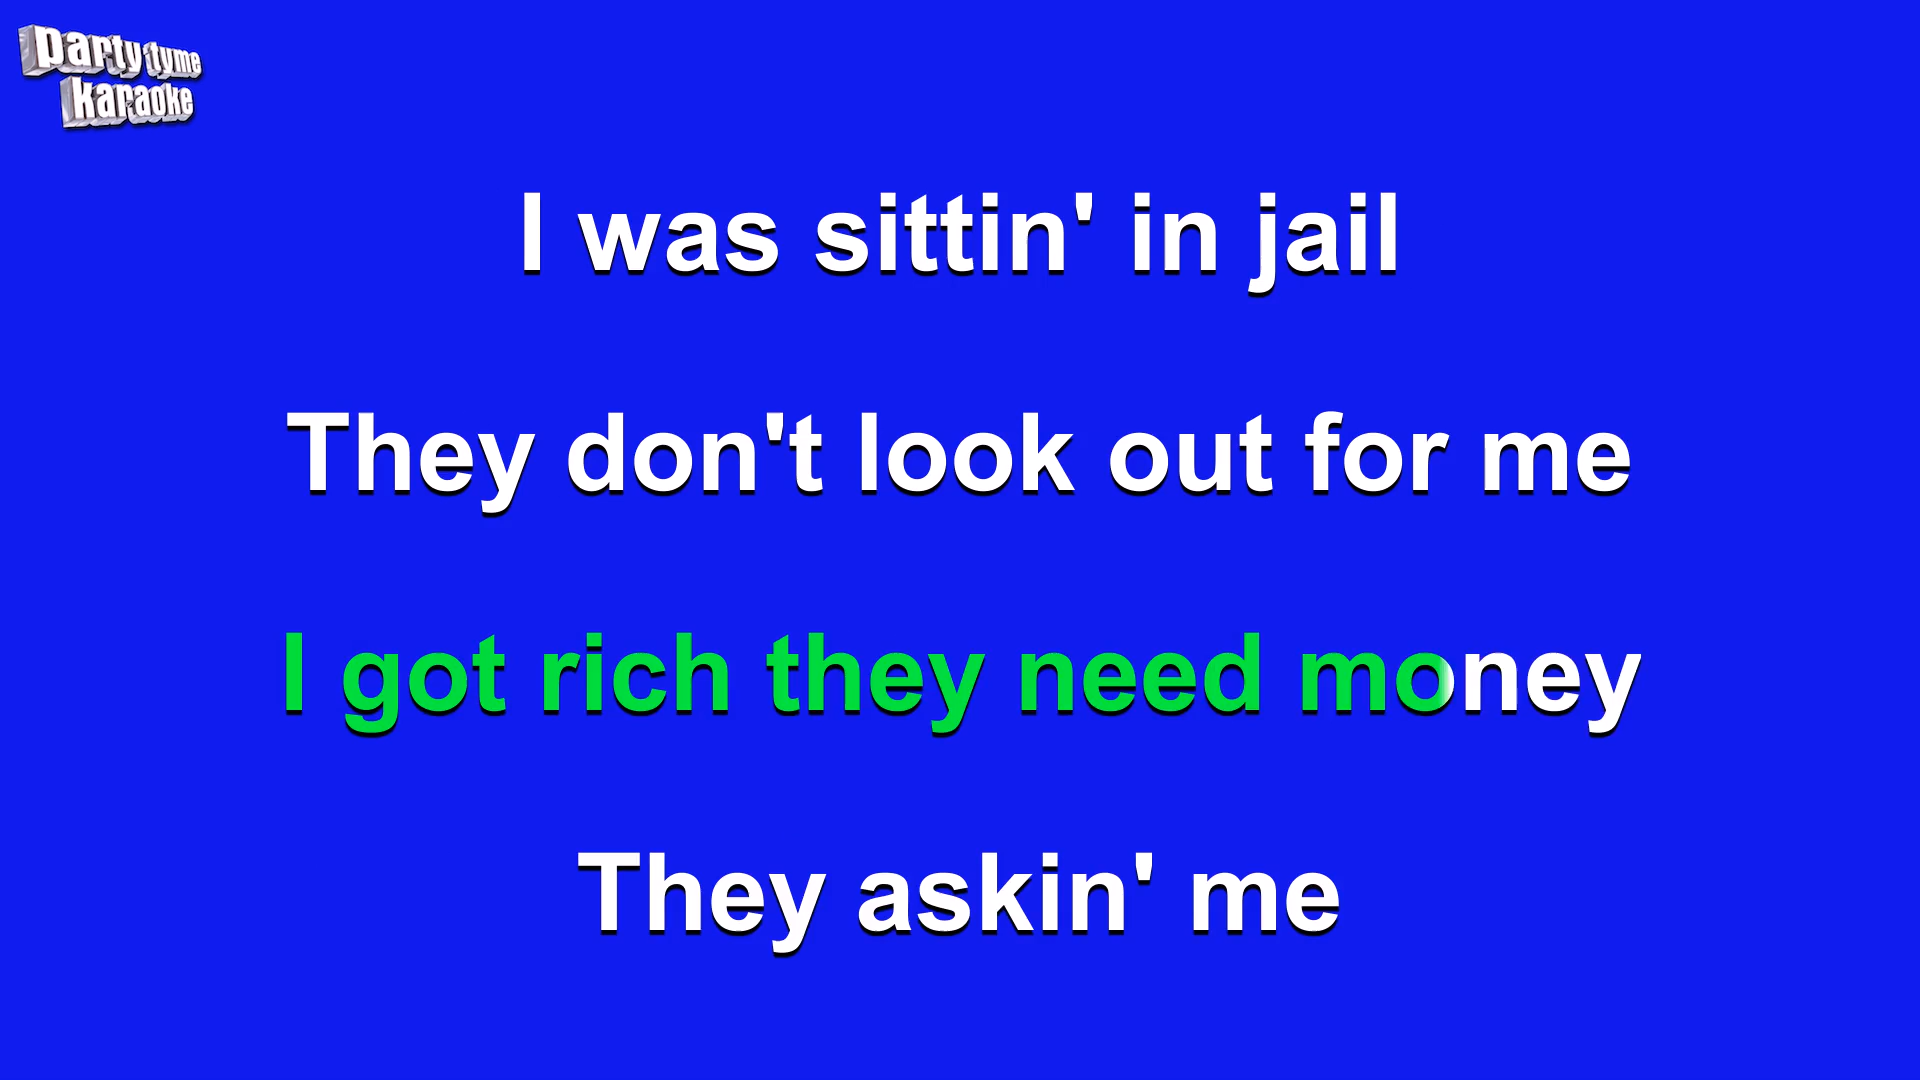 party tyme
karaoke
I was sittin' in jail
They don't look out for me
I got rich they need money
They askin' me